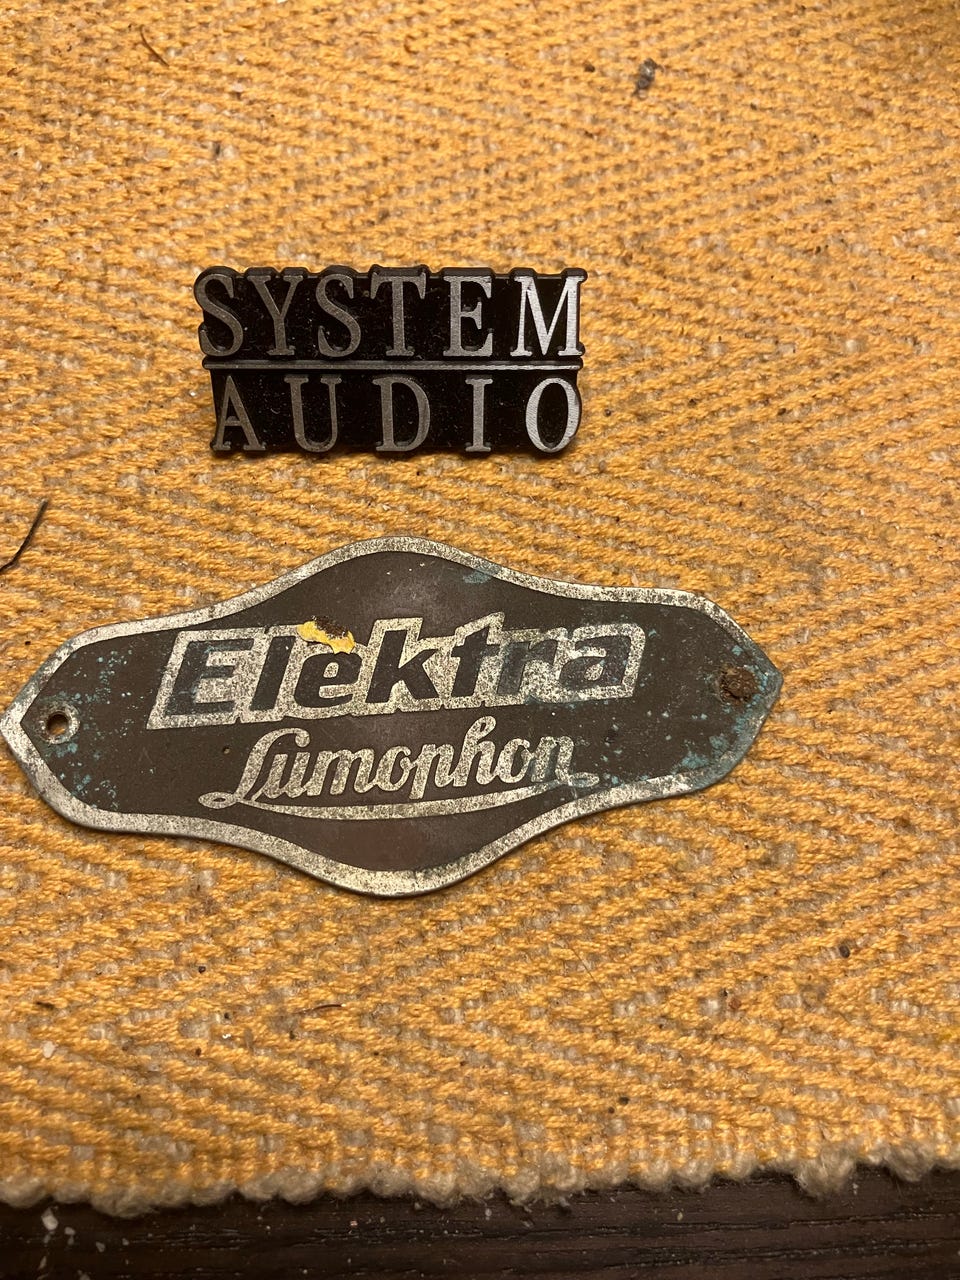 SYSTEM
AUDIO
Elektra
Lumophon